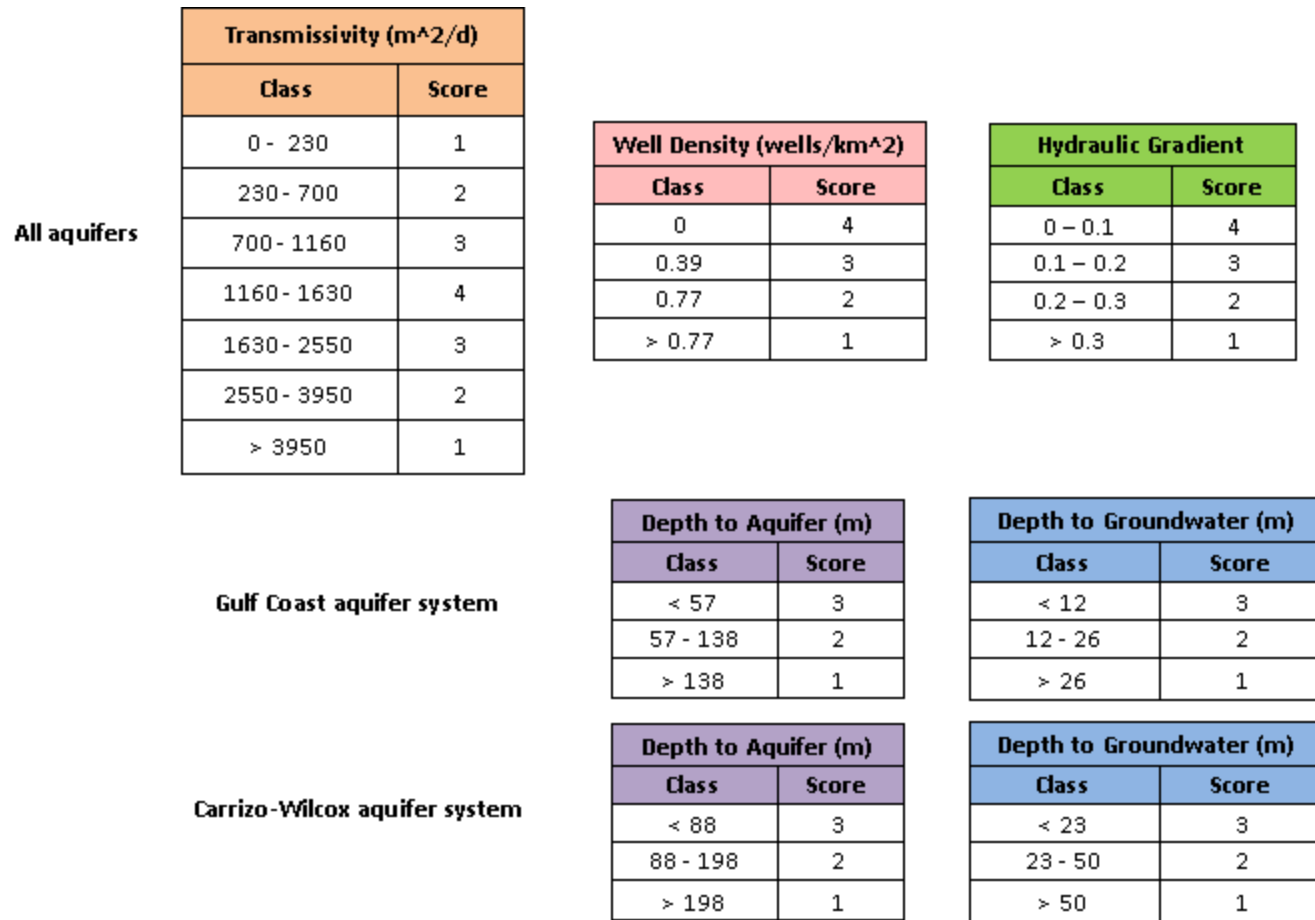 Transmissivity (m^2/d)
Class Score
0 - 230 1
230 - 700 2
700 - 1160 3
1160 - 1630 4
1630 - 2550 3
2550 - 3950 2
> 3950 1
All aquifers
Well Density (wells/km^2)
Class Score
0 4
0.39 3
0.77 2
> 0.77 1
Hydraulic Gradient
Class Score
0 – 0.1 4
0.1 – 0.2 3
0.2 – 0.3 2
> 0.3 1
Gulf Coast aquifer system
Depth to Aquifer (m)
Class Score
< 57 3
57 - 138 2
> 138 1
Depth to Groundwater (m)
Class Score
< 12 3
12 - 26 2
> 26 1
Carrizo-Wilcox aquifer system
Depth to Aquifer (m)
Class Score
< 88 3
88 - 198 2
> 198 1
Depth to Groundwater (m)
Class Score
< 23 3
23 - 50 2
> 50 1